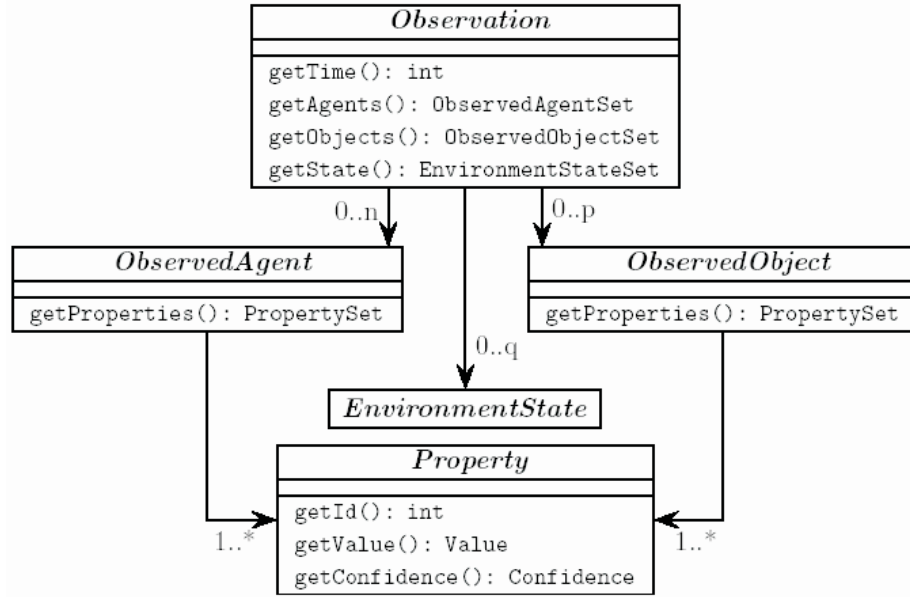 Observation
getTime(): int
getAgents(): ObservedAgentSet
getObjects(): ObservedObjectSet
getState(): EnvironmentStateSet
0..n
0..p
ObservedAgent
getProperties(): PropertySet
ObservedObject
getProperties(): PropertySet
0..q
EnvironmentState
Property
getId(): int
getValue(): Value
getConfidence(): Confidence
1..*
1..*